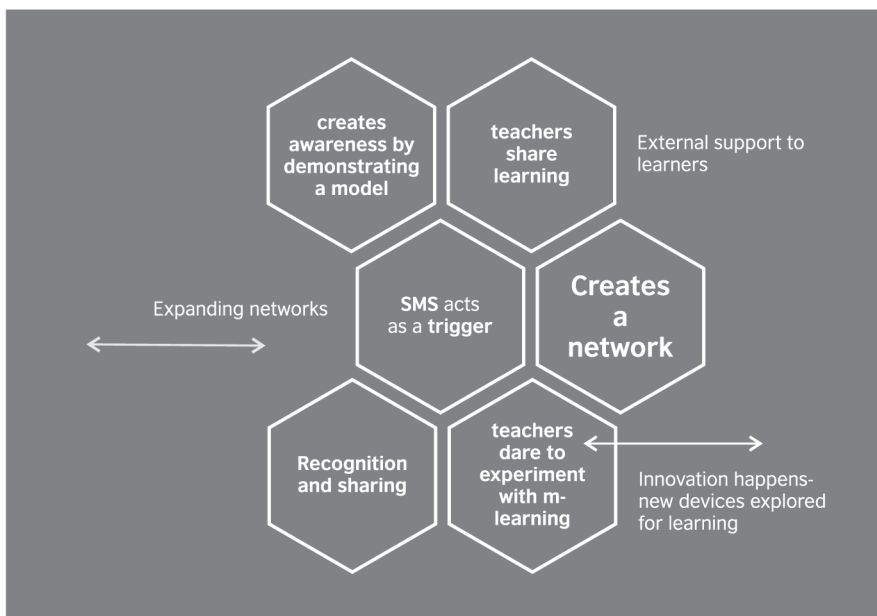 creates
awareness by
demonstrating
a model
teachers
share
learning
External support to
learners
Expanding networks
SMS acts
as a trigger
Creates
a
network
Recognition
and sharing
teachers
dare to
experiment
with m-
learning
Innovation happens-
new devices explored
for learning